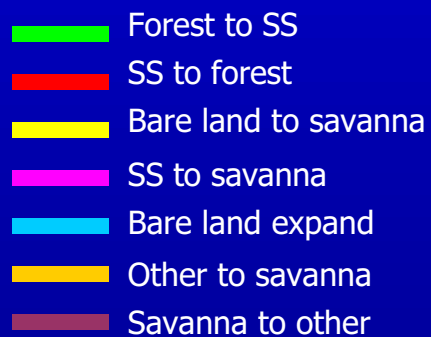 Forest to SS
SS to forest
Bare land to savanna
SS to savanna
Bare land expand
Other to savanna
Savanna to other